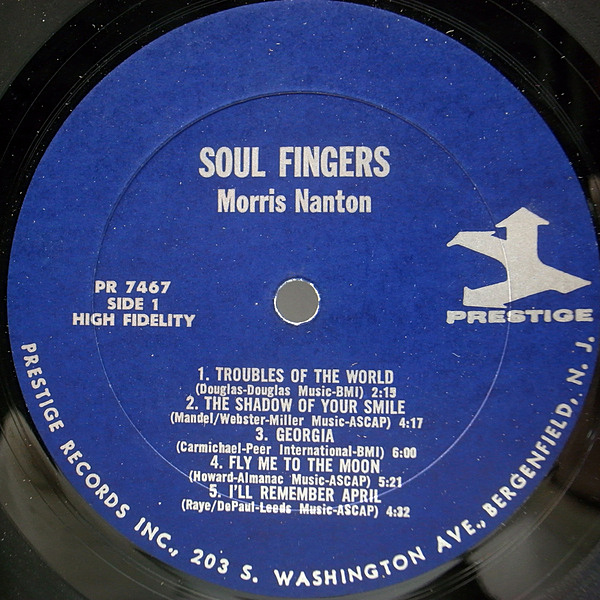 SOUL FINGERS
Morris Nanton
PR 7467
SIDE 1
HIGH FIDELITY
PRESTIGE
1. TROUBLES OF THE WORLD
(Douglas-Douglas Music-BMI) 2:19
2. THE SHADOW OF YOUR SMILE
(Mandel/Webster-Miller Music-ASCAP) 4:17
3. GEORGIA
(Carmichael-Peer International-BMI) 6:00
4. FLY ME TO THE MOON
(Howard-Almanac Music-ASCAP) 5:21
5. I'LL REMEMBER APRIL
(Raye/DePaul-Leeds Music-ASCAP) 4:32
PRESTIGE RECORDS INC., 203 S. WASHINGTON AVE., BERGENFIELD, N. J.